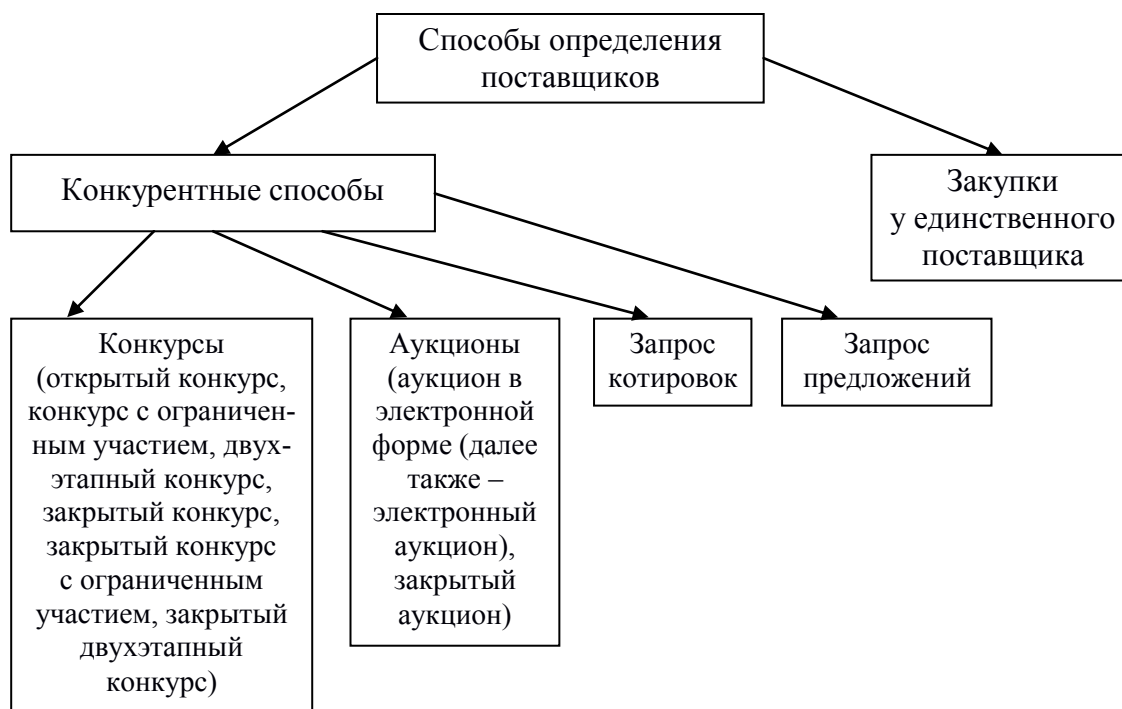 Способы определения
поставщиков
Конкурентные способы
Закупки
у единственного
поставщика
Конкурсы
(открытый конкурс,
конкурс с ограничен-
ным участием, двух-
этапный конкурс,
закрытый конкурс,
закрытый конкурс
с ограниченным
участием, закрытый
двухэтапный
конкурс)
Аукционы
(аукцион в
электронной
форме (далее
также –
электронный
аукцион),
закрытый
аукцион)
Запрос
котировок
Запрос
предложений